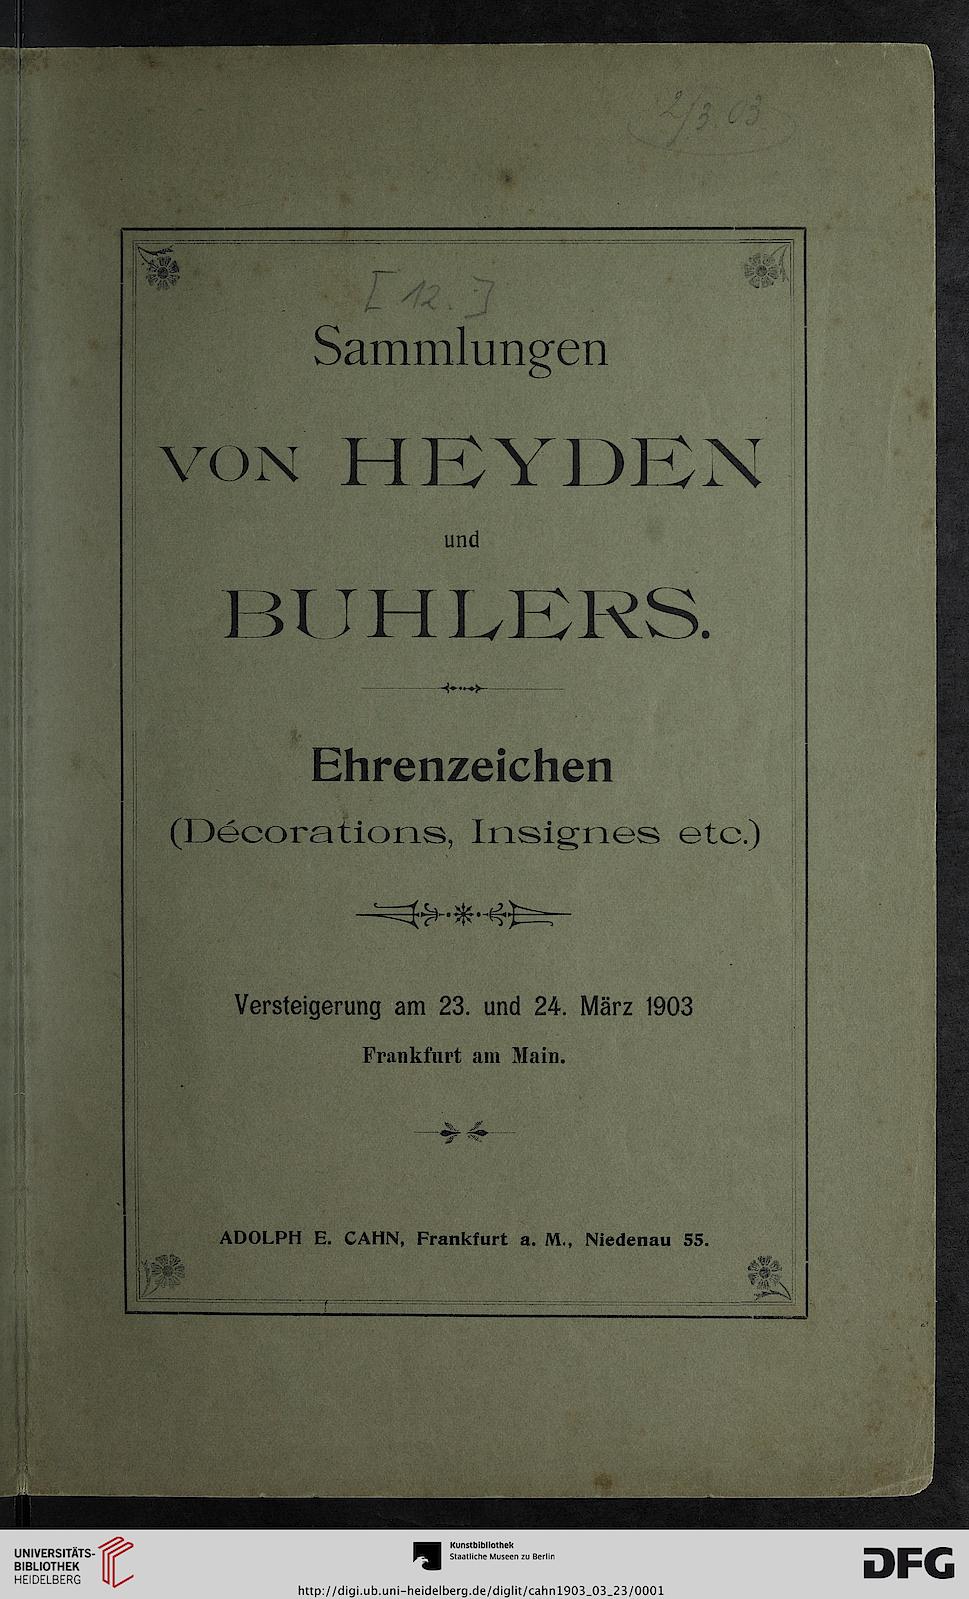 2/3.03
[12.]
Sammlungen
VON HEYDEN
und
BUHLERS.
Ehrenzeichen
(Décorations, Insignes etc.)
Versteigerung am 23. und 24. März 1903
Frankfurt am Main.
ADOLPH E. CAHN, Frankfurt a. M., Niedenau 55.
UNIVERSITÄTS-
BIBLIOTHEK
HEIDELBERG
Kunstbibliothek
Staatliche Museen zu Berlin
DFG
http://digi.ub.uni-heidelberg.de/diglit/cahn1903_03_23/0001